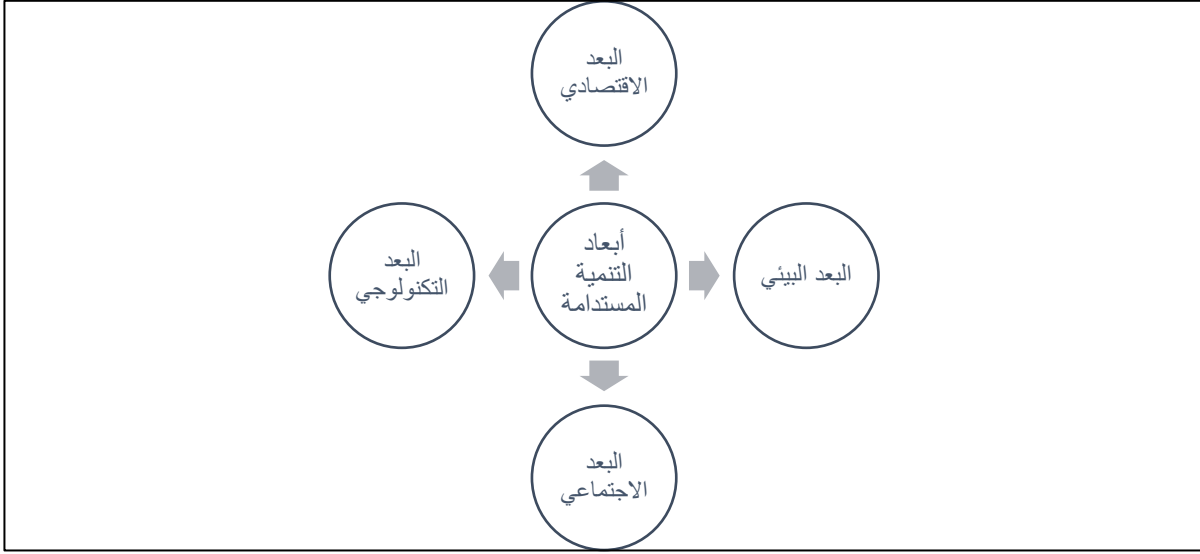 البعد
الاقتصادي
أبعاد
التنمية
المستدامة
البعد البيئي
البعد
التكنولوجي
البعد
الاجتماعي